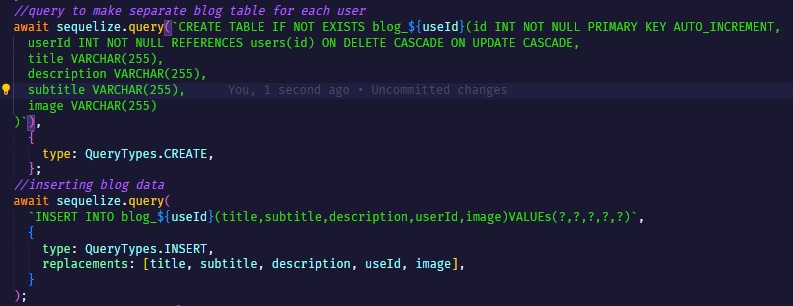 //query to make separate blog table for each user
await sequelize.query(`CREATE TABLE IF NOT EXISTS blog_${useId}(id INT NOT NULL PRIMARY KEY AUTO_INCREMENT,
userId INT NOT NULL REFERENCES users(id) ON DELETE CASCADE ON UPDATE CASCADE,
title VARCHAR(255),
description VARCHAR(255),
subtitle VARCHAR(255), You, 1 second ago • Uncommitted changes
image VARCHAR(255)
)`),
{
type: QueryTypes.CREATE,
};
//inserting blog data
await sequelize.query(
`INSERT INTO blog_${useId}(title,subtitle,description,userId,image)VALUEs(?,?,?,?,?)`,
{
type: QueryTypes.INSERT,
replacements: [title, subtitle, description, useId, image],
}
);